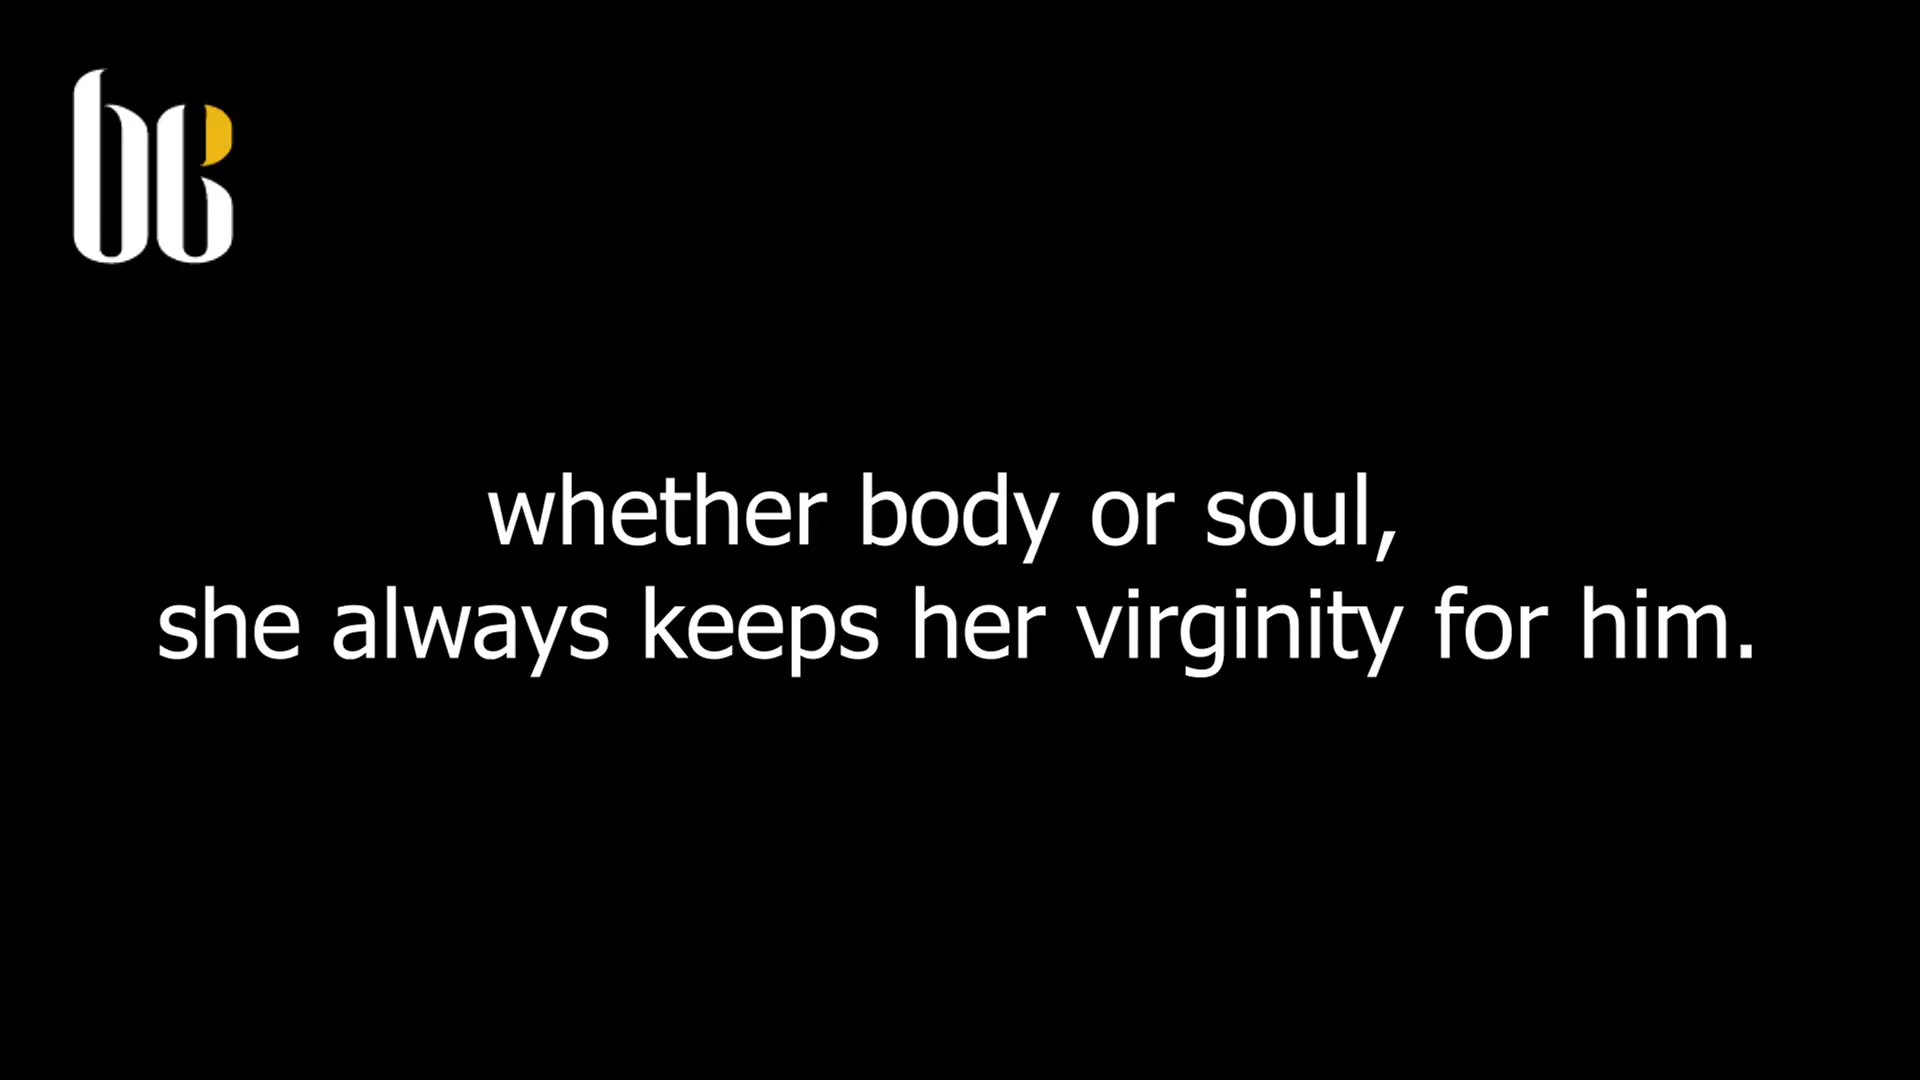 whether body or soul,
she always keeps her virginity for him.